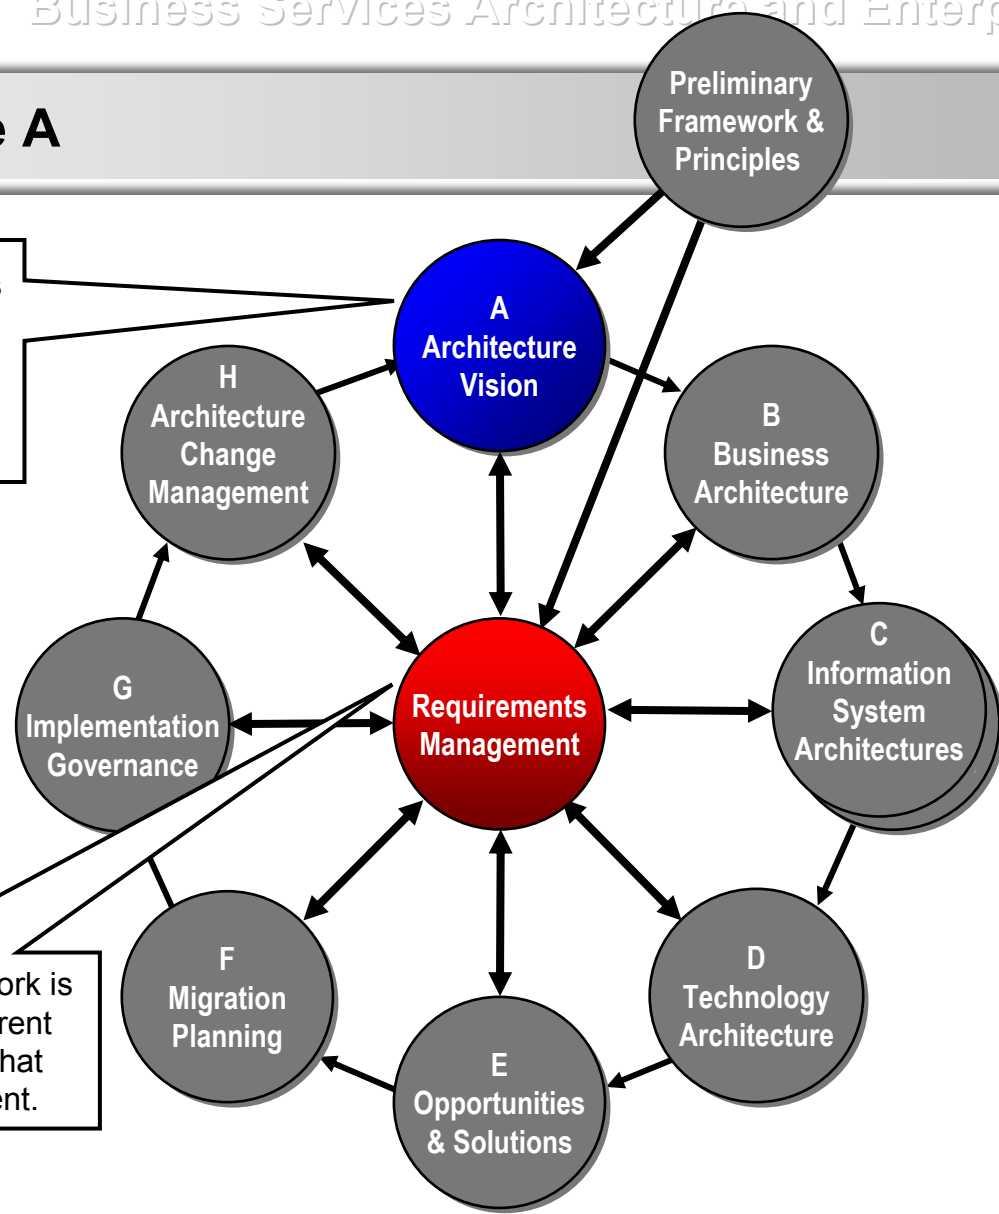 Business Services Architecture and Enterp
e A
Preliminary
Framework &
Principles
s
A
Architecture
Vision
H
Architecture
Change
Management
B
Business
Architecture
C
Information
System
Architectures
G
Implementation
Governance
Requirements
Management
F
Migration
Planning
D
Technology
Architecture
E
Opportunities
& Solutions
ork is
rrent
hat
ent.